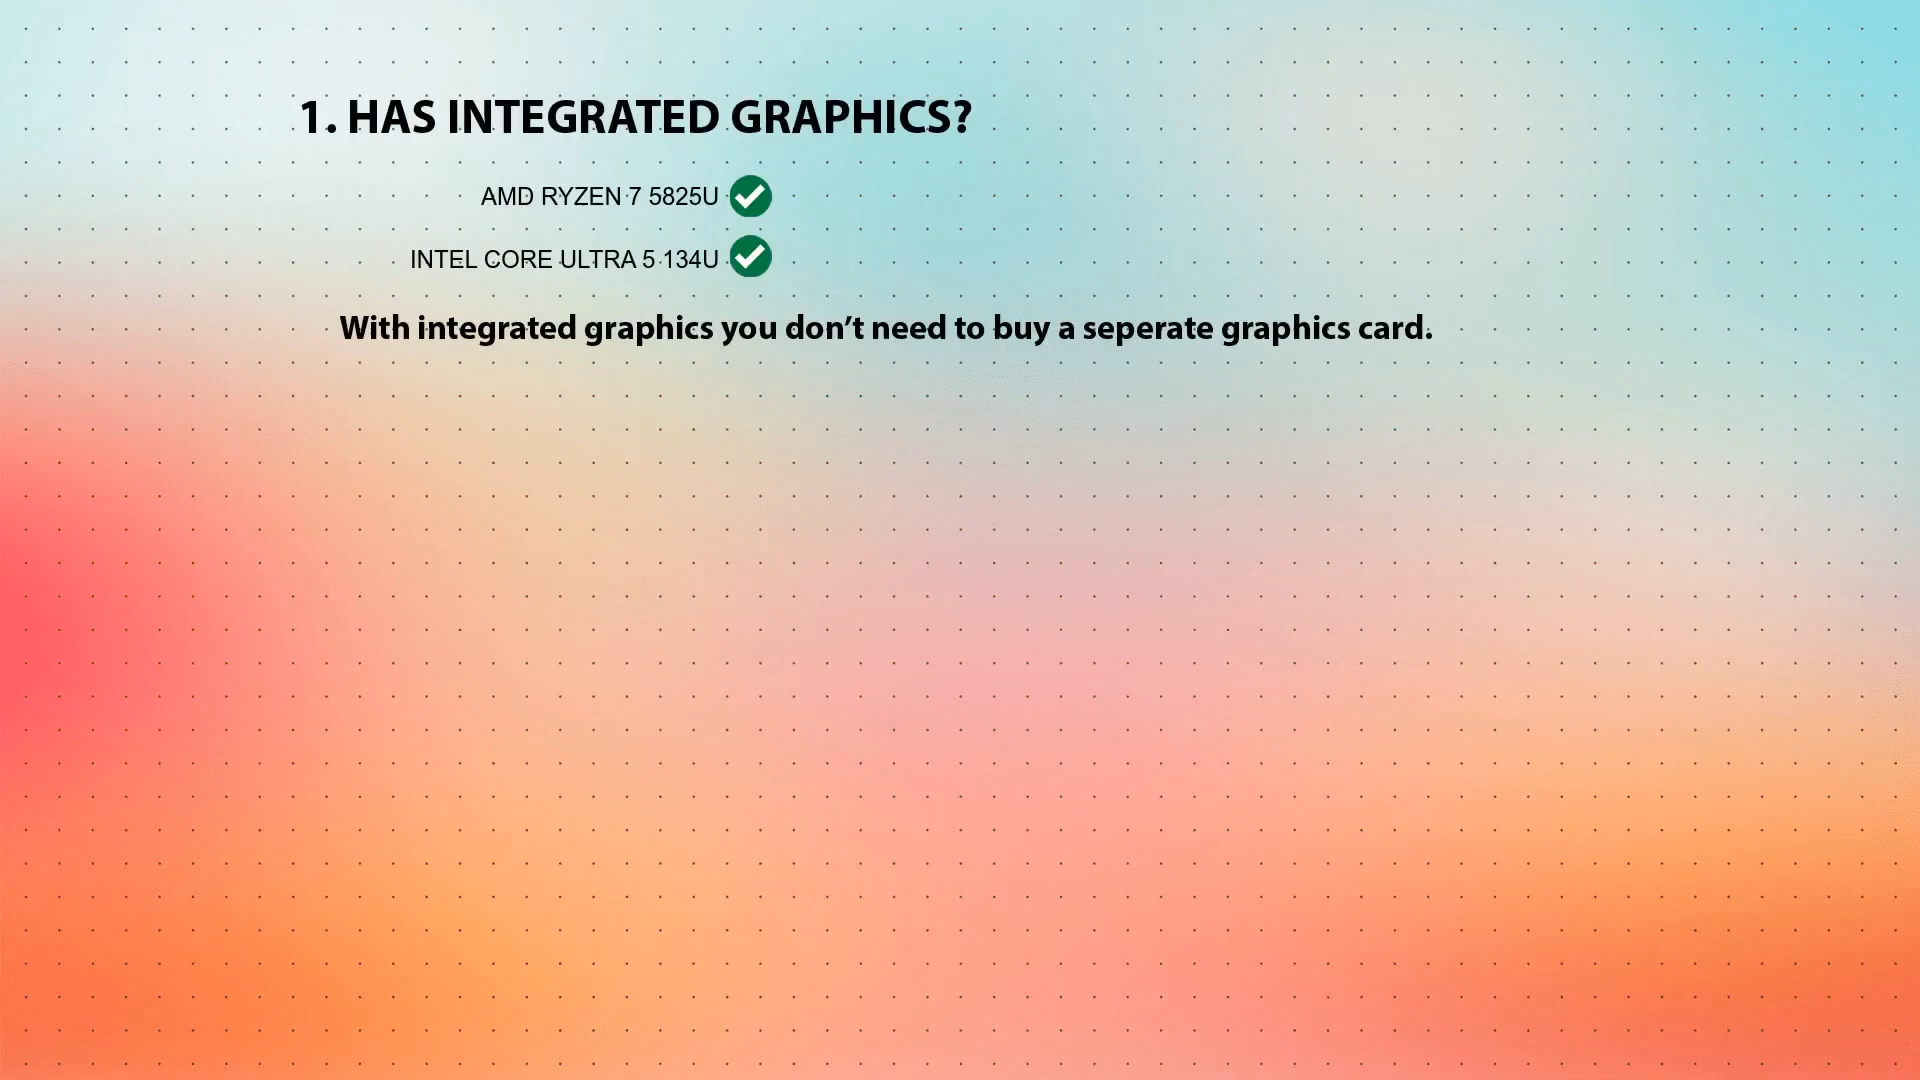 1. HAS INTEGRATED GRAPHICS?
AMD RYZEN 7 5825U
INTEL CORE ULTRA 5 134U
With integrated graphics you don’t need to buy a seperate graphics card.